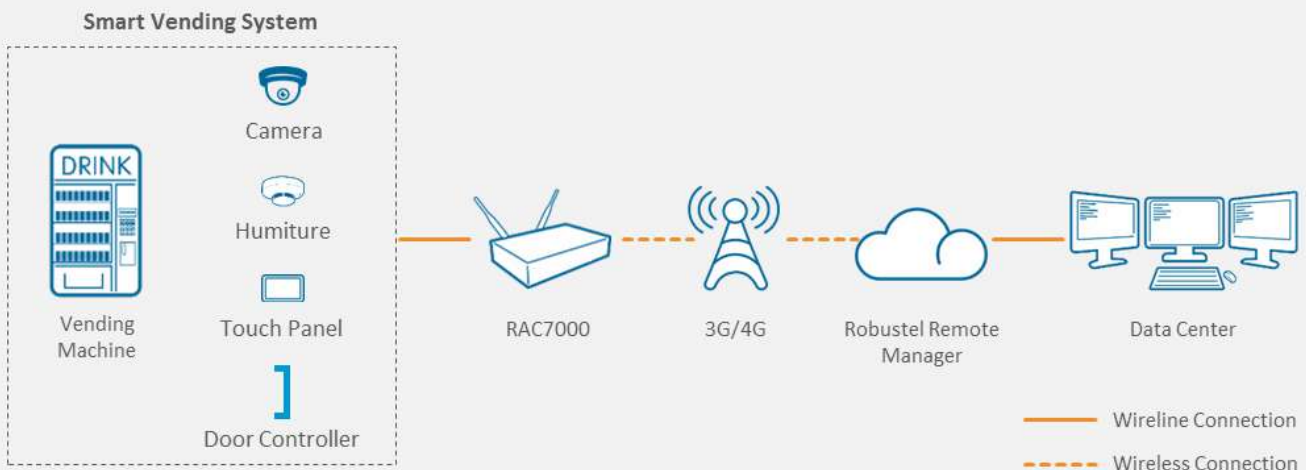 Smart Vending System
DRINK
Vending
Machine
Camera
Humiture
Touch Panel
Door Controller
RAC7000
3G/4G
Robustel Remote
Manager
Data Center
Wireline Connection
Wireless Connection